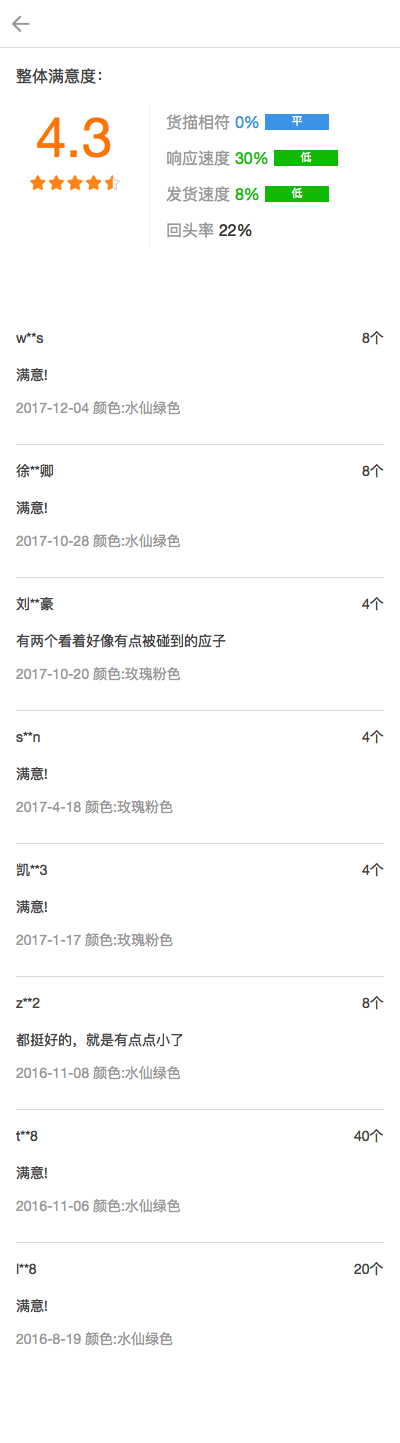 整体满意度：
4.3
货描相符 0% 平
响应速度 30% 低
发货速度 8% 低
回头率 22%
w**s 8个
满意!
2017-12-04 颜色:水仙绿色
徐**卿 8个
满意!
2017-10-28 颜色:水仙绿色
刘**豪 4个
有两个看着好像有点被碰到的应子
2017-10-20 颜色:玫瑰粉色
s**n 4个
满意!
2017-4-18 颜色:玫瑰粉色
凯**3 4个
满意!
2017-1-17 颜色:玫瑰粉色
z**2 8个
都挺好的，就是有点点小了
2016-11-08 颜色:水仙绿色
t**8 40个
满意!
2016-11-06 颜色:水仙绿色
l**8 20个
满意!
2016-8-19 颜色:水仙绿色